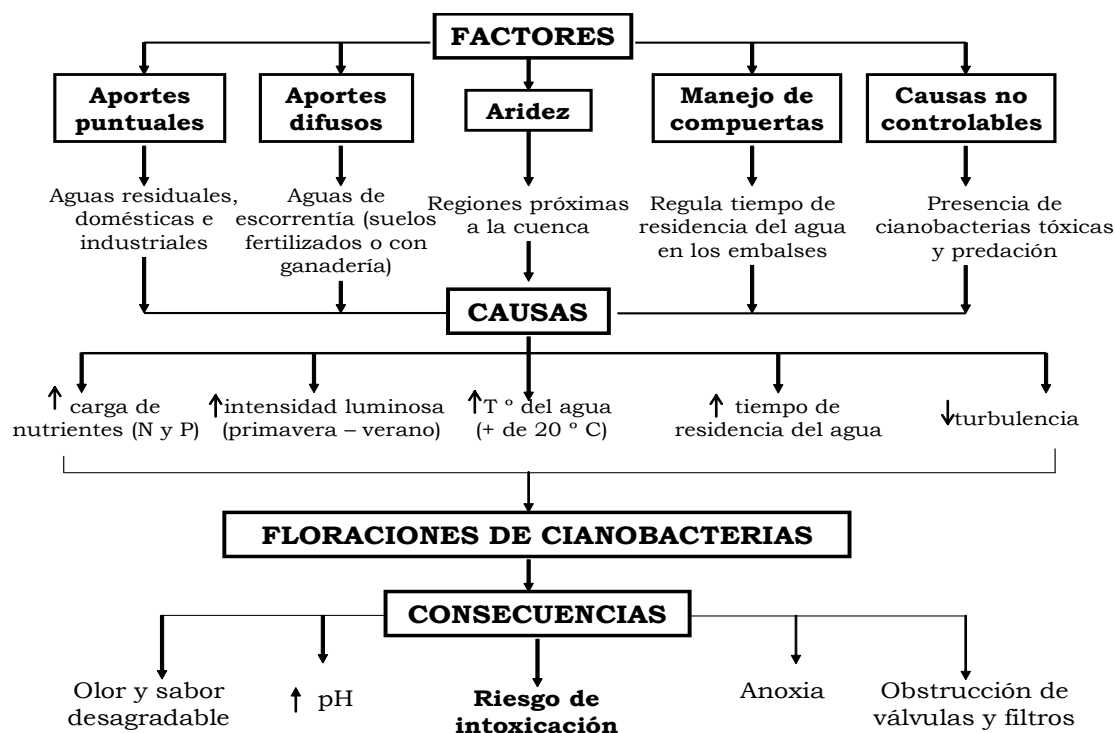 FACTORES
Aportes
puntuales
Aportes
difusos
Aridez
Manejo de
compuertas
Causas no
controlables
Aguas residuales,
domésticas e
industriales
Aguas de
escorrentía (suelos
fertilizados o con
ganadería)
Regiones próximas
a la cuenca
Regula tiempo de
residencia del agua
en los embalses
Presencia de
cianobacterias tóxicas
y predación
CAUSAS
↑ carga de
nutrientes (N y P)
↑intensidad luminosa
(primavera – verano)
↑T º del agua
(+ de 20 º C)
↑ tiempo de
residencia del agua
↓turbulencia
FLORACIONES DE CIANOBACTERIAS
CONSECUENCIAS
Olor y sabor
desagradable
↑ pH
Riesgo de
intoxicación
Anoxia
Obstrucción de
válvulas y filtros